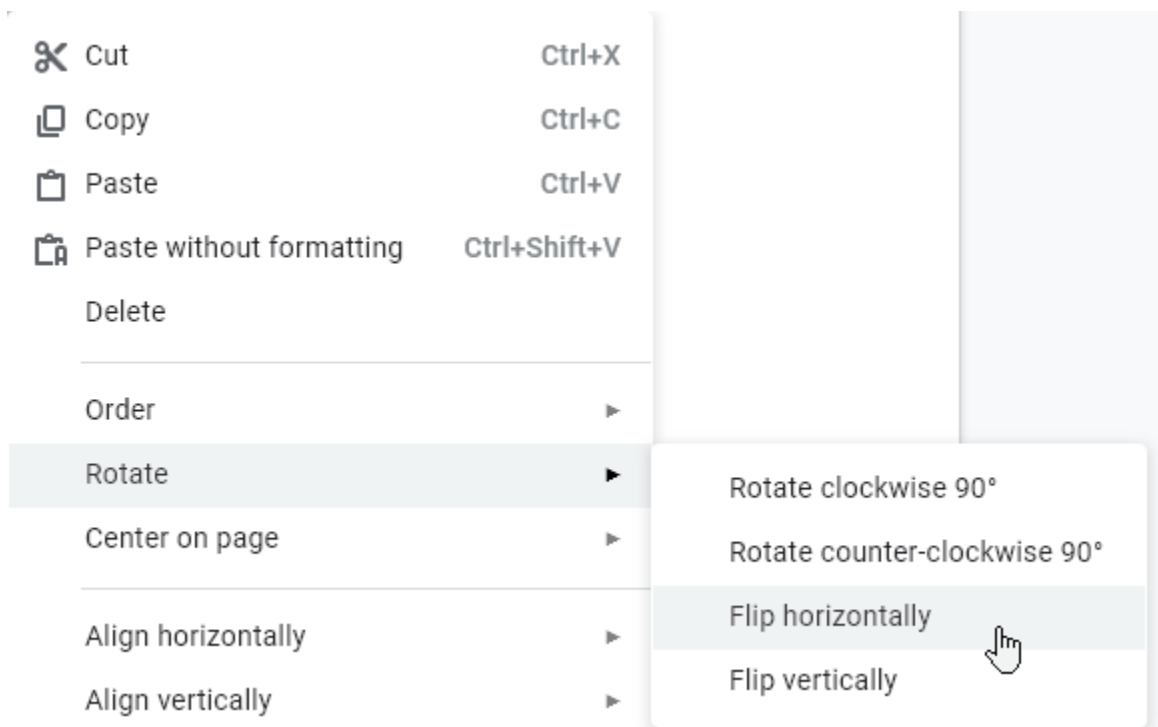 Cut Ctrl+X
Copy Ctrl+C
Paste Ctrl+V
Paste without formatting Ctrl+Shift+V
Delete
Order
Rotate
Center on page
Align horizontally
Align vertically
Rotate clockwise 90°
Rotate counter-clockwise 90°
Flip horizontally
Flip vertically